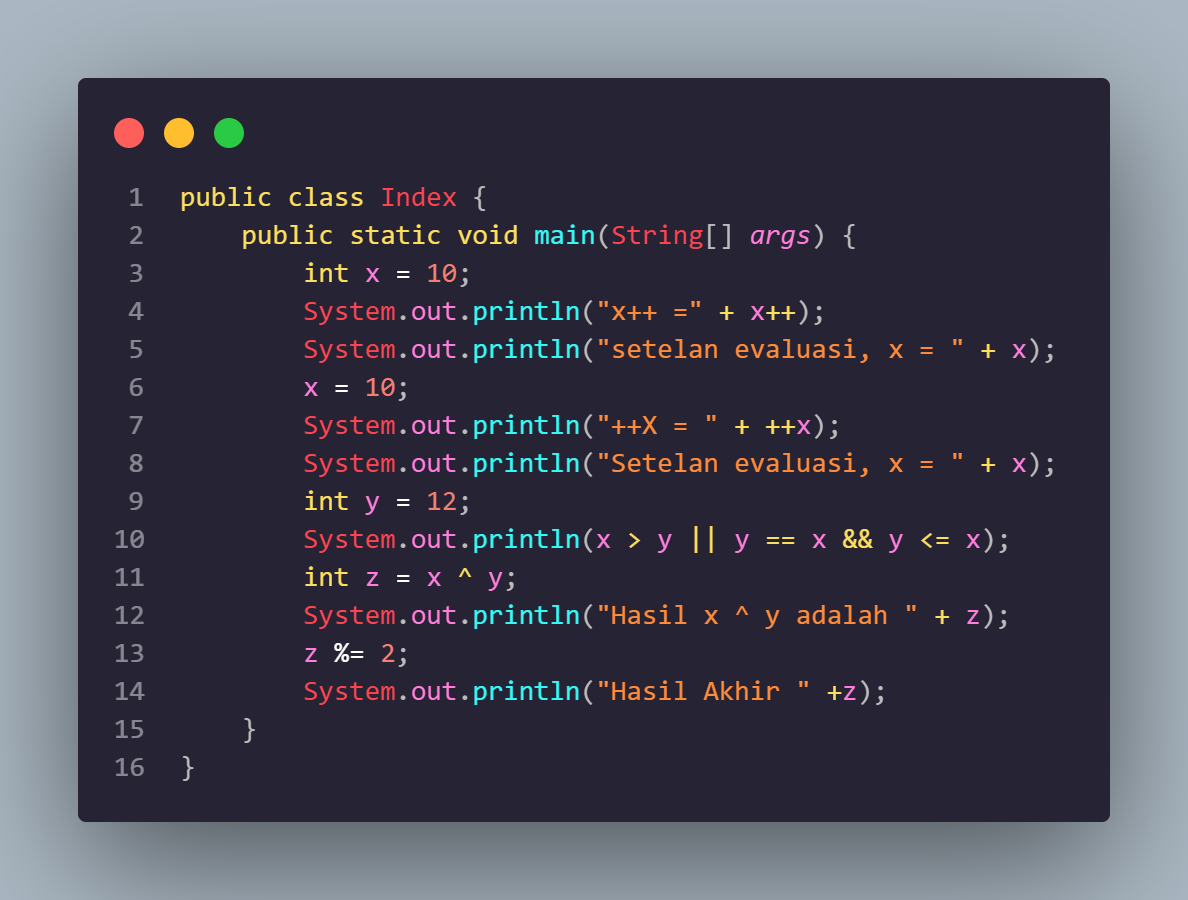 1 public class Index {
2     public static void main(String[] args) {
3         int x = 10;
4         System.out.println("x++ =" + x++);
5         System.out.println("setelan evaluasi, x = " + x);
6         x = 10;
7         System.out.println("++X = " + ++x);
8         System.out.println("Setelan evaluasi, x = " + x);
9         int y = 12;
10         System.out.println(x > y || y == x && y <= x);
11         int z = x ^ y;
12         System.out.println("Hasil x ^ y adalah " + z);
13         z %= 2;
14         System.out.println("Hasil Akhir " +z);
15     }
16 }